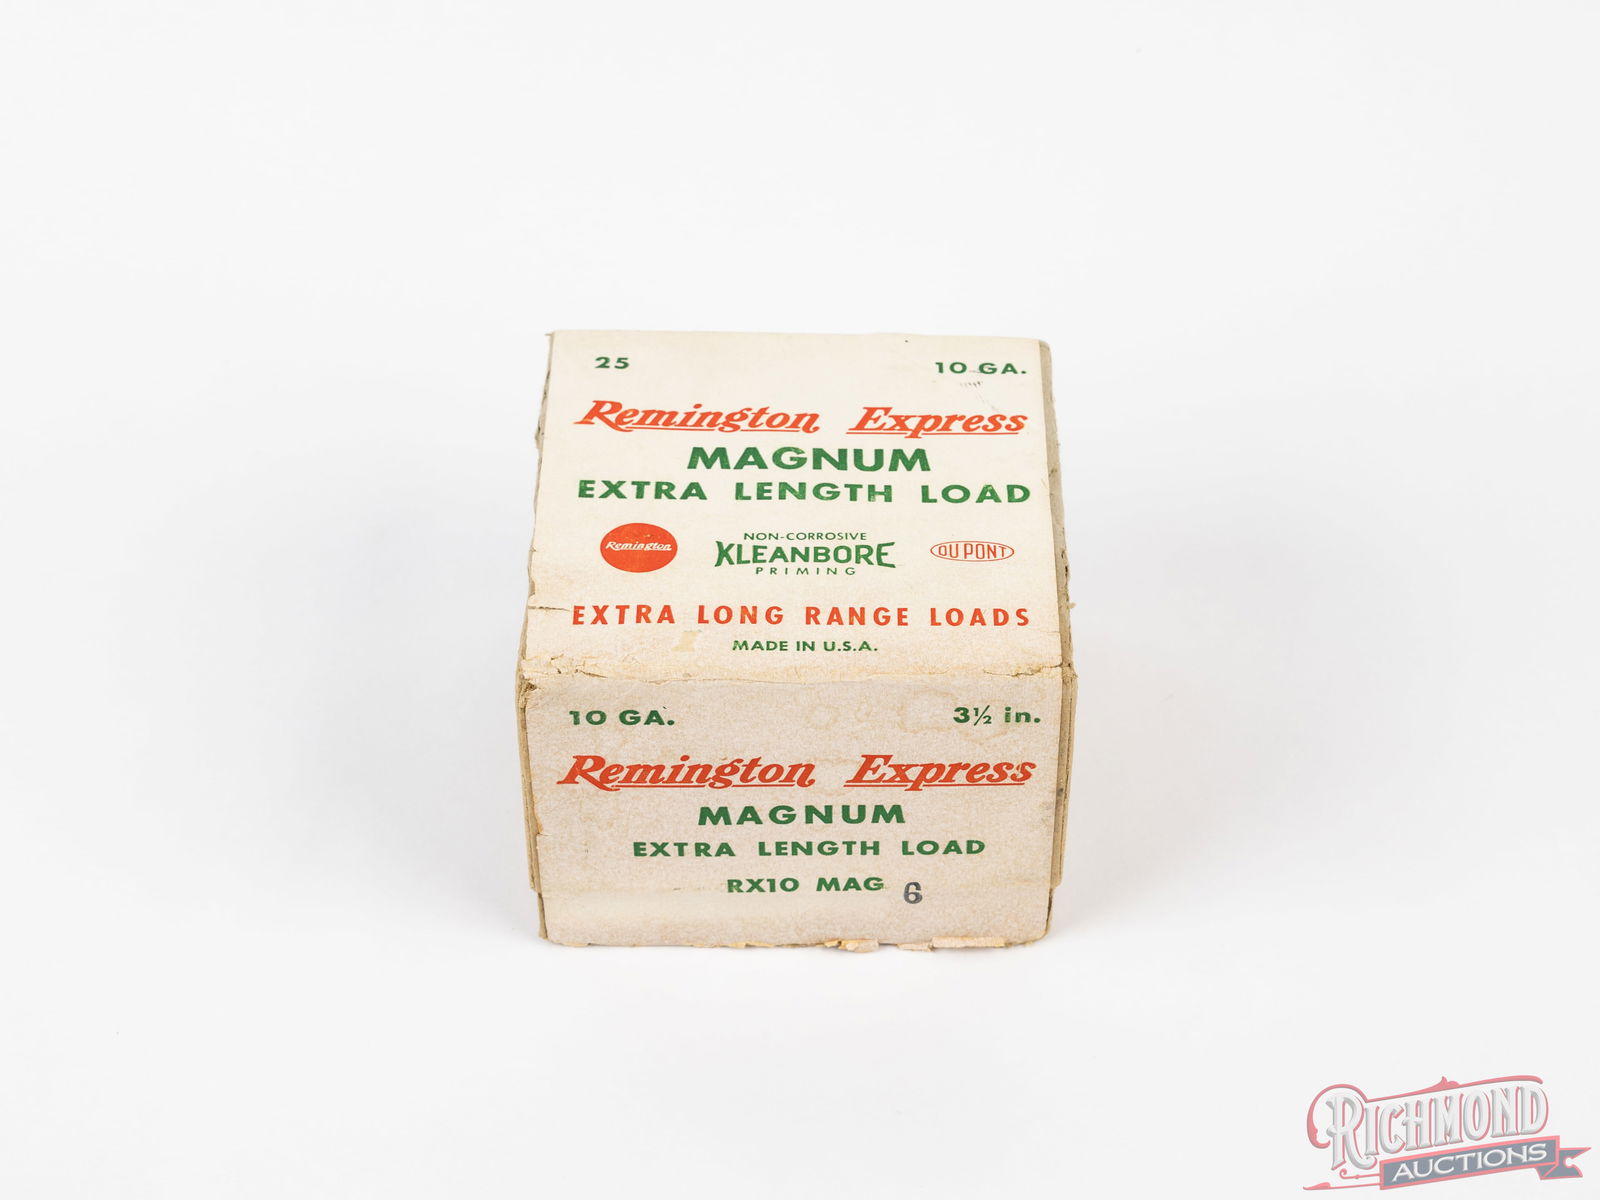 25 10 GA.
Remington Express
MAGNUM
EXTRA LENGTH LOAD
Remington
NON-CORROSIVE
KLEANBORE
PRIMING
DU PONT
EXTRA LONG RANGE LOADS
MADE IN U.S.A.
10 GA. 3½ in.
Remington Express
MAGNUM
EXTRA LENGTH LOAD
RX10 MAG 6
RICHMOND
AUCTIONS